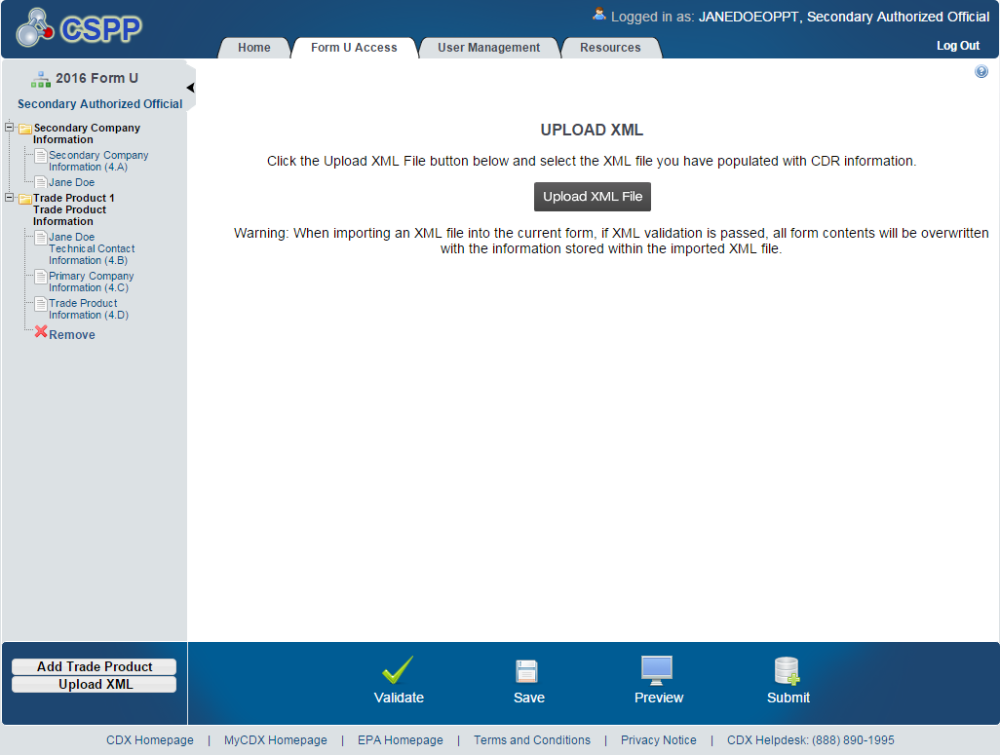 CSPP
Logged in as: JANEDOEOPPT, Secondary Authorized Official
Home
Form U Access
User Management
Resources
Log Out
2016 Form U
Secondary Authorized Official
Secondary Company
Information
Secondary Company
Information (4.A)
Jane Doe
Trade Product 1
Trade Product
Information
Jane Doe
Technical Contact
Information (4.B)
Primary Company
Information (4.C)
Trade Product
Information (4.D)
Remove
UPLOAD XML
Click the Upload XML File button below and select the XML file you have populated with CDR information.
Upload XML File
Warning: When importing an XML file into the current form, if XML validation is passed, all form contents will be overwritten
with the information stored within the imported XML file.
Add Trade Product
Upload XML
Validate
Save
Preview
Submit
CDX Homepage | MyCDX Homepage | EPA Homepage | Terms and Conditions | Privacy Notice | CDX Helpdesk: (888) 890-1995